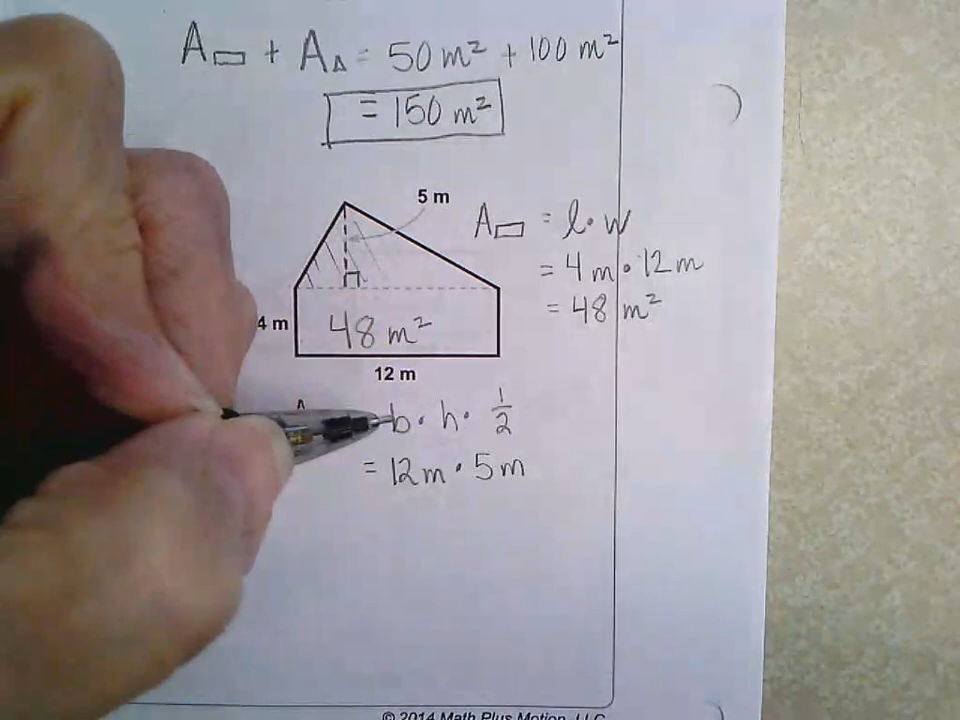 A▭ + A△ = 50 m² + 100 m²
= 150 m²
5 m
A▭ = l · w
= 4 m · 12 m
= 48 m²
4 m
48 m²
12 m
b · h · 1/2
= 12 m · 5 m
© 2014 Math Plus Motion, LLC